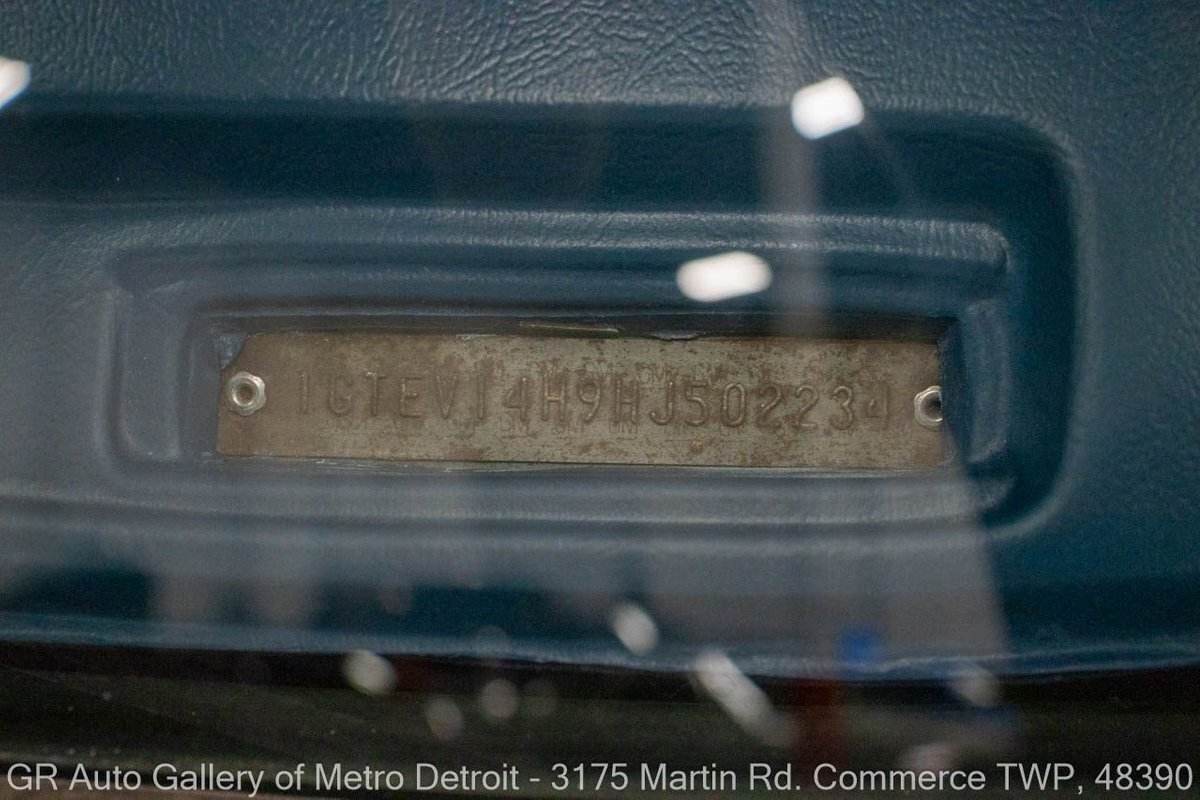 1GTEV14H9HJ502234
GR Auto Gallery of Metro Detroit - 3175 Martin Rd. Commerce TWP, 48390